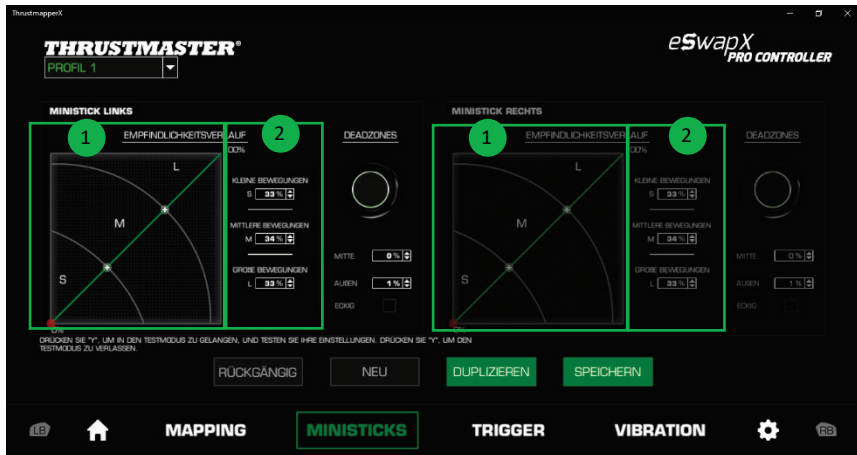 ThrustmapperX
THRUSTMASTER®
eSwapX
PRO CONTROLLER
PROFIL 1
MINISTICK LINKS
1
EMPFINDLICHKEITSVERLAUF
2
DEADZONES
00%
L
M
S
0%
KLEINE BEWEGUNGEN
S 33 %
MITTLERE BEWEGUNGEN
M 34 %
GROßE BEWEGUNGEN
L 33 %
MITTE 0 %
AUßEN 1 %
ECKIG
MINISTICK RECHTS
1
EMPFINDLICHKEITSVERLAUF
2
DEADZONES
00%
L
M
S
0%
KLEINE BEWEGUNGEN
S 33 %
MITTLERE BEWEGUNGEN
M 34 %
GROßE BEWEGUNGEN
L 33 %
MITTE 0 %
AUßEN 1 %
ECKIG
DRÜCKEN SIE "Y", UM IN DEN TESTMODUS ZU GELANGEN, UND TESTEN SIE IHRE EINSTELLUNGEN. DRÜCKEN SIE "Y", UM DEN
TESTMODUS ZU VERLASSEN.
RÜCKGÄNGIG NEU DUPLIZIEREN SPEICHERN
LB MAPPING MINISTICKS TRIGGER VIBRATION RB